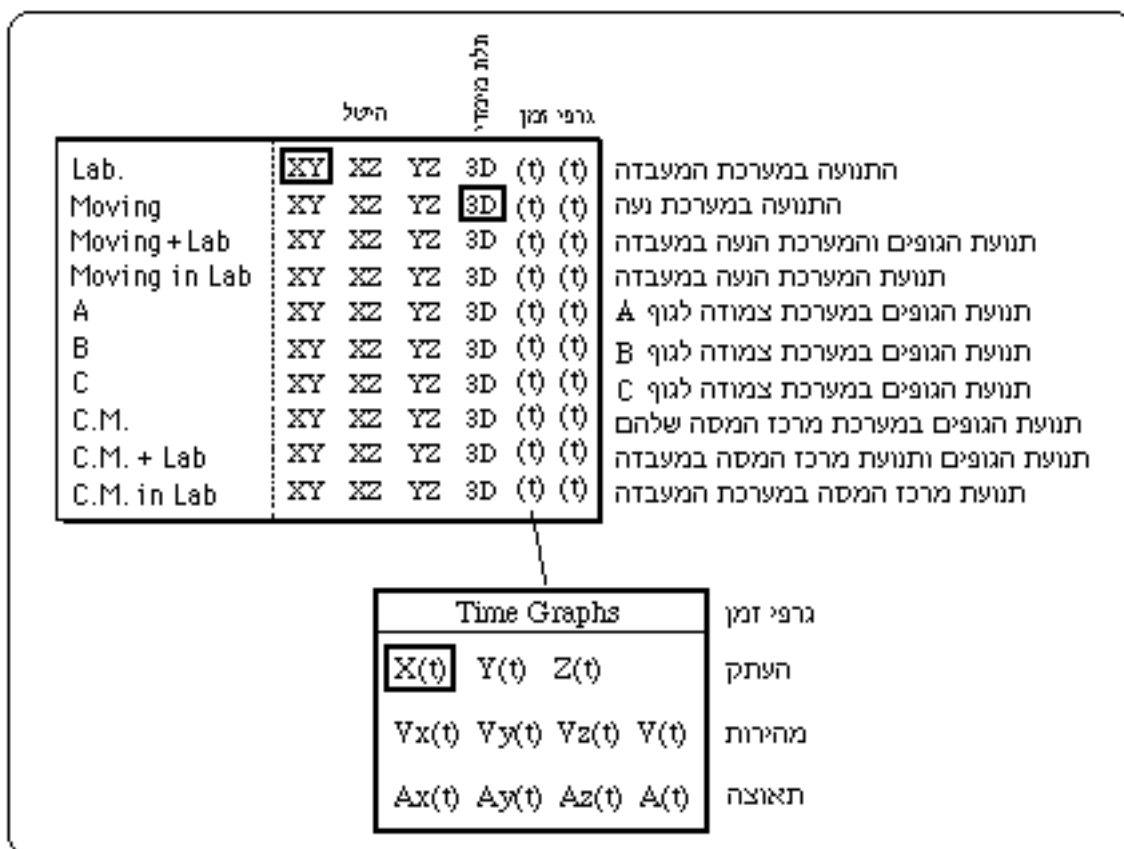 תלת מימדי
היטל
גרפי זמן
Lab. XY XZ YZ 3D (t) (t) התנועה במערכת המעבדה
Moving XY XZ YZ 3D (t) (t) התנועה במערכת נעה
Moving + Lab XY XZ YZ 3D (t) (t) תנועת הגופים והמערכת הנעה במעבדה
Moving in Lab XY XZ YZ 3D (t) (t) תנועת המערכת הנעה במעבדה
A XY XZ YZ 3D (t) (t) תנועת הגופים במערכת צמודה לגוף A
B XY XZ YZ 3D (t) (t) תנועת הגופים במערכת צמודה לגוף B
C XY XZ YZ 3D (t) (t) תנועת הגופים במערכת צמודה לגוף C
C.M. XY XZ YZ 3D (t) (t) תנועת הגופים במערכת מרכז המסה שלהם
C.M. + Lab XY XZ YZ 3D (t) (t) תנועת הגופים ותנועת מרכז המסה במעבדה
C.M. in Lab XY XZ YZ 3D (t) (t) תנועת מרכז המסה במערכת המעבדה
Time Graphs גרפי זמן
X(t) Y(t) Z(t) העתק
Vx(t) Vy(t) Vz(t) V(t) מהירות
Ax(t) Ay(t) Az(t) A(t) תאוצה